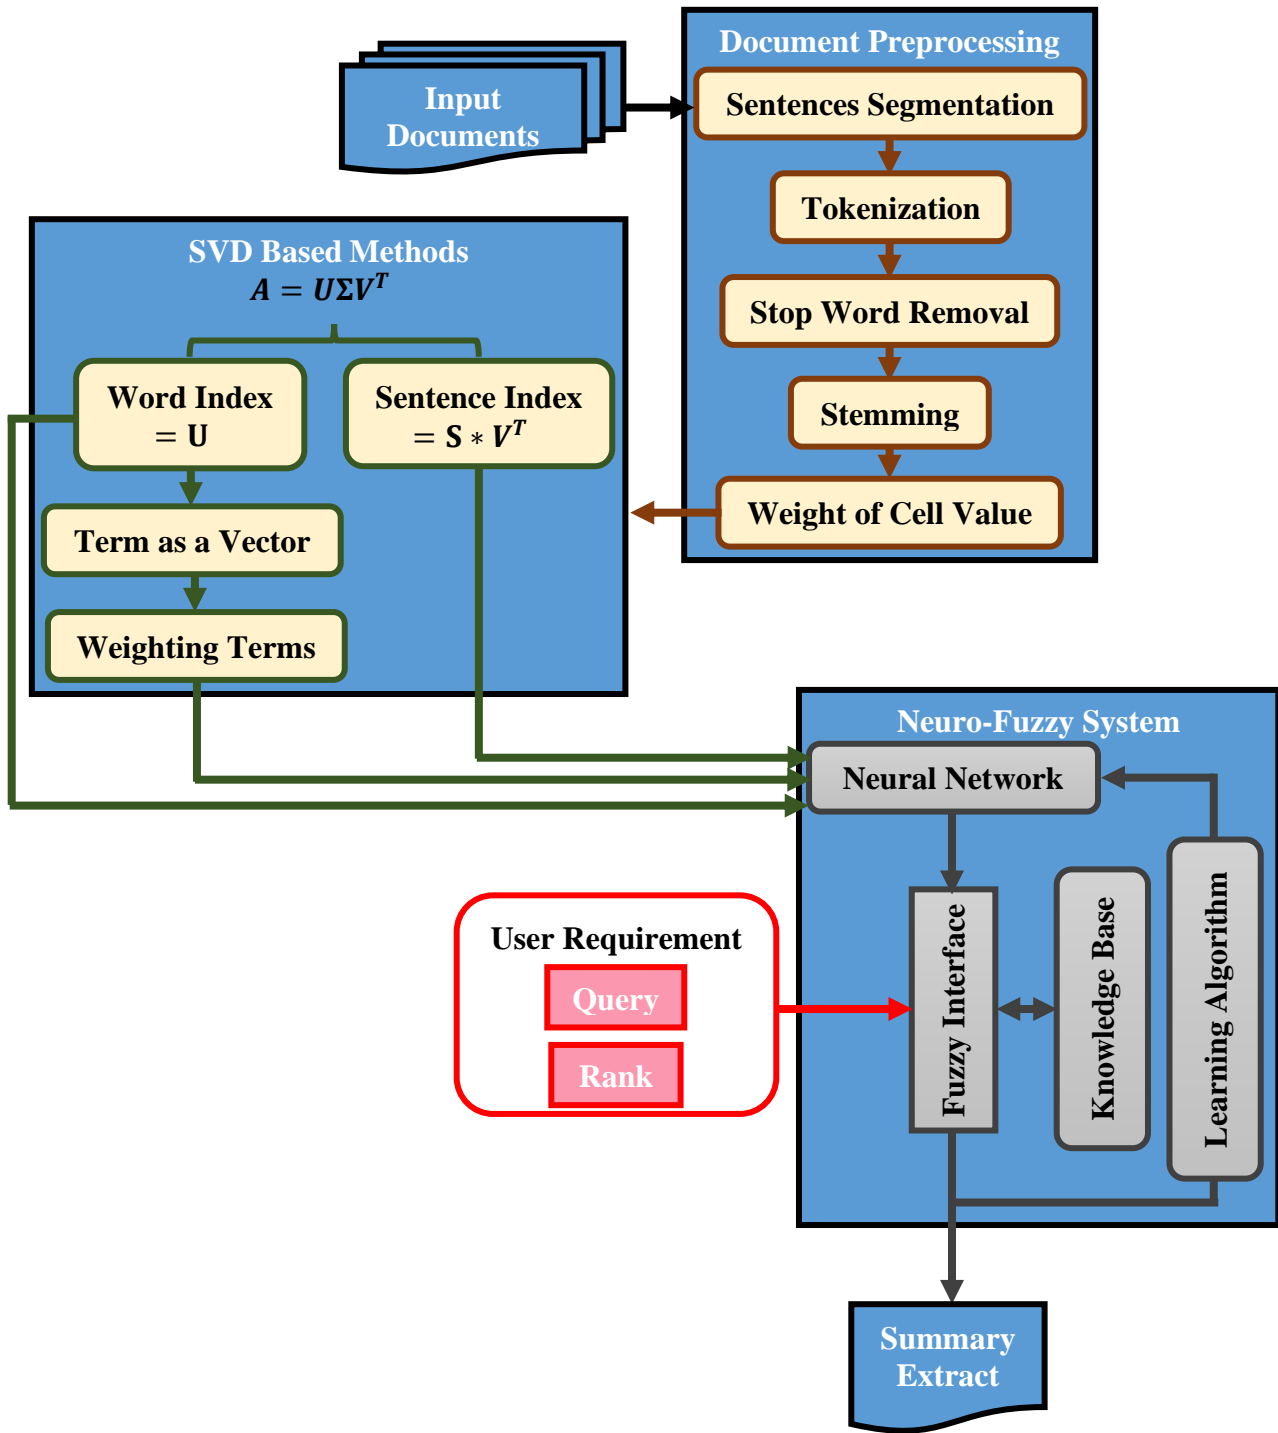 Input
Documents
Document Preprocessing
Sentences Segmentation
Tokenization
Stop Word Removal
Stemming
Weight of Cell Value
SVD Based Methods
A = UΣV^T
Word Index
= U
Sentence Index
= S * V^T
Term as a Vector
Weighting Terms
Neuro-Fuzzy System
Neural Network
Fuzzy Interface
Knowledge Base
Learning Algorithm
User Requirement
Query
Rank
Summary
Extract